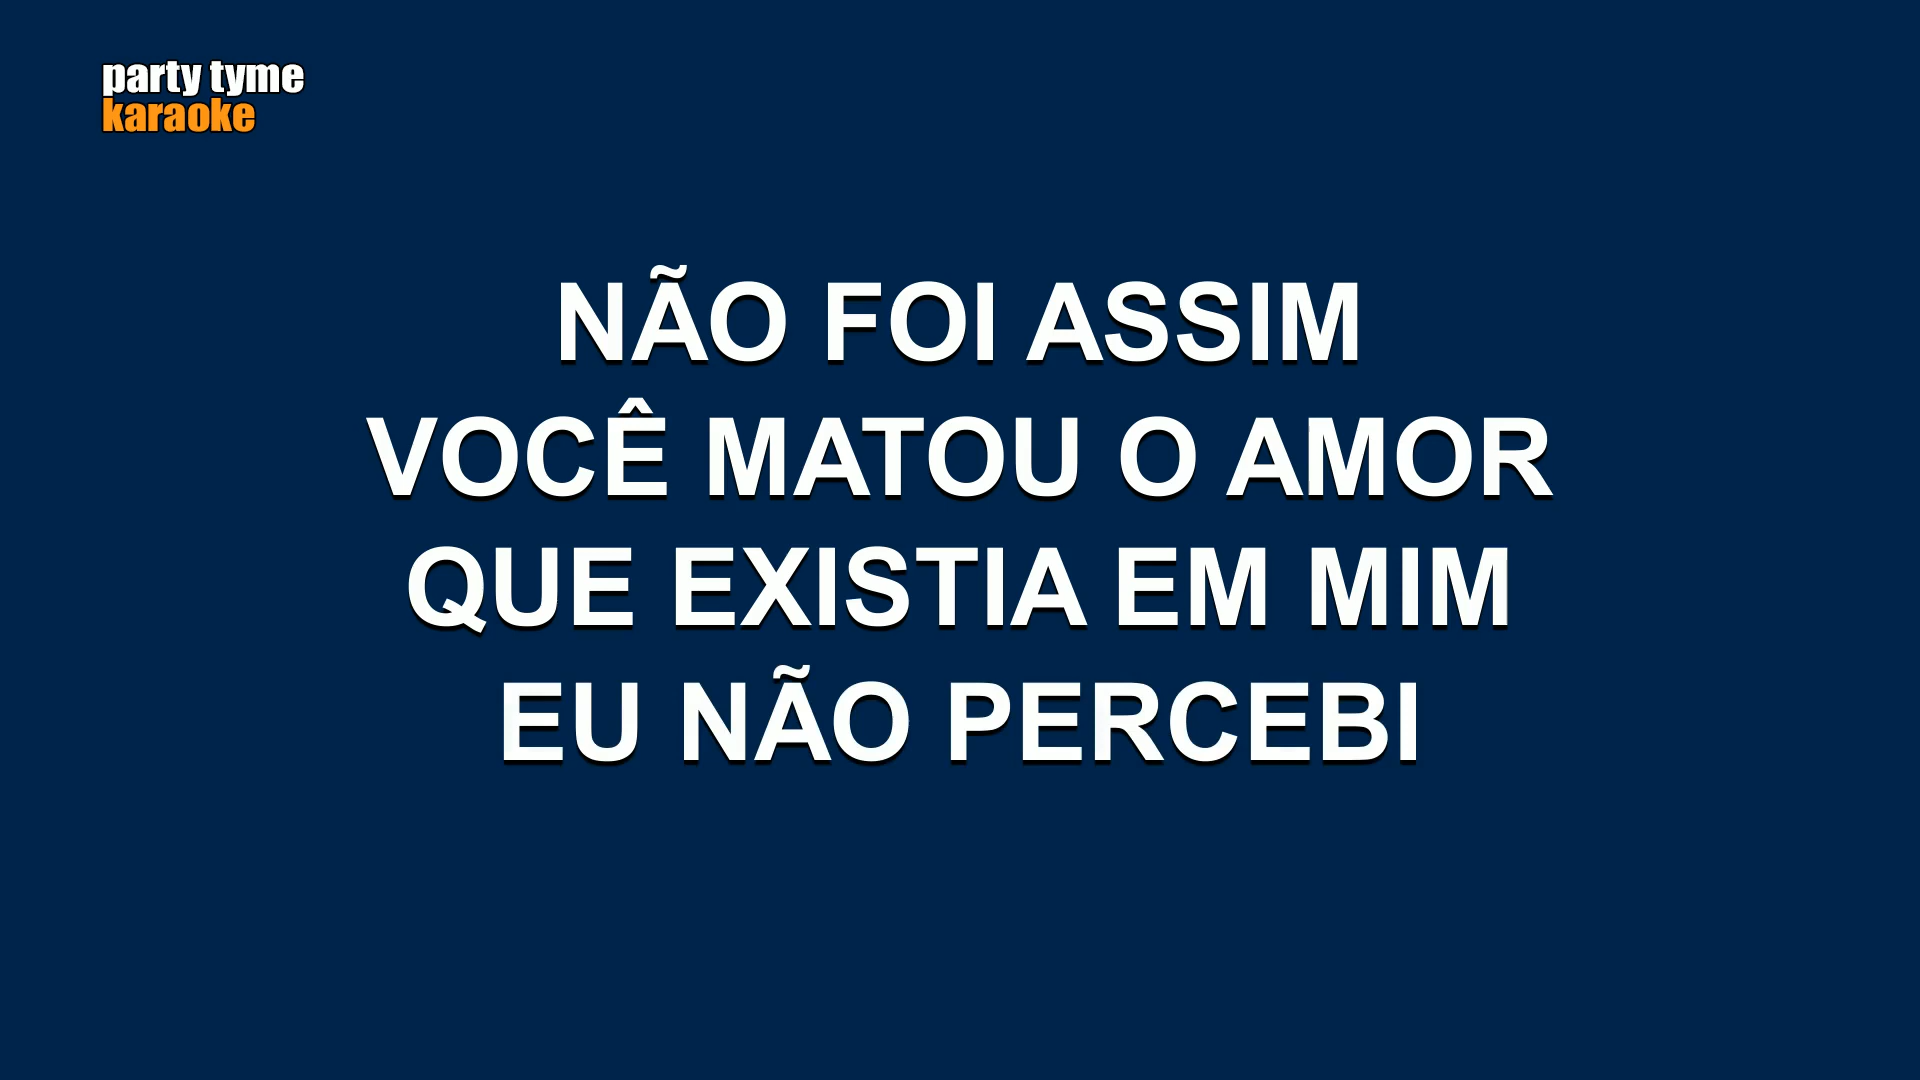 party tyme
karaoke
NÃO FOI ASSIM
VOCÊ MATOU O AMOR
QUE EXISTIA EM MIM
EU NÃO PERCEBI